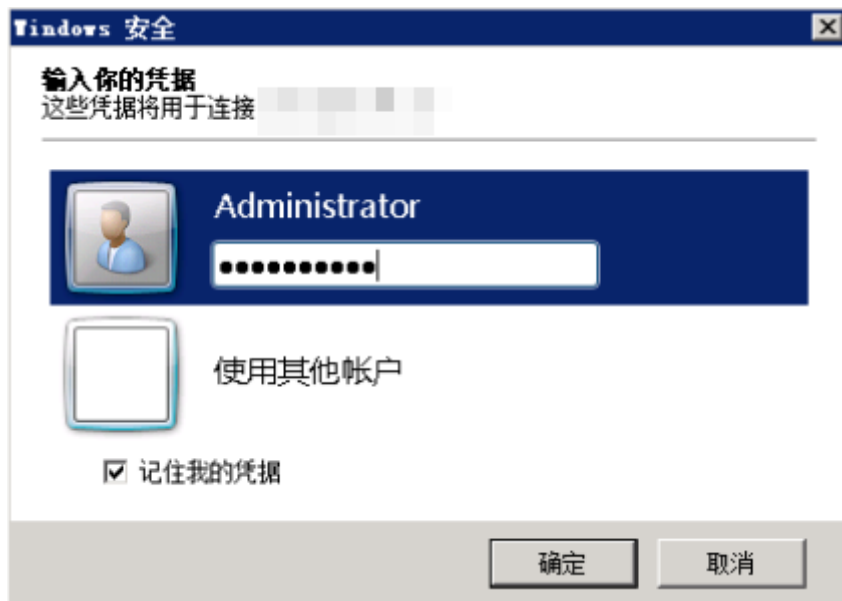 Windows 安全
输入你的凭据
这些凭据将用于连接
Administrator
●●●●●●●●●●
使用其他帐户
记住我的凭据
确定
取消